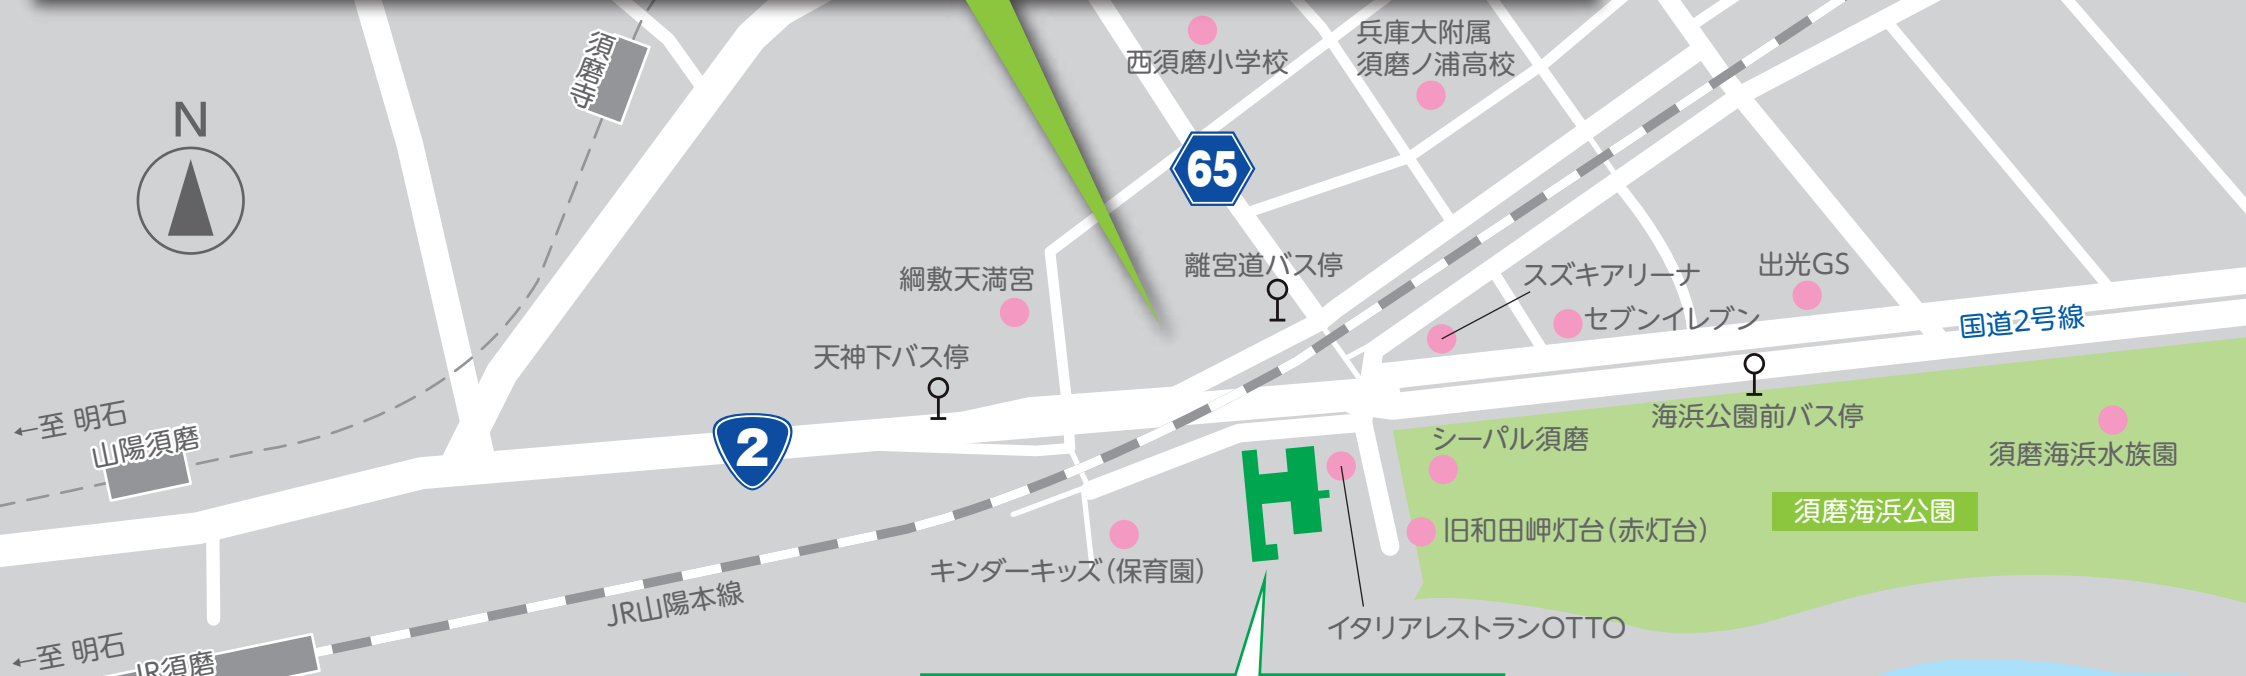 西須磨小学校
兵庫大附属
須磨ノ浦高校
須磨寺
N
65
離宮道バス停
綱敷天満宮
スズキアリーナ
出光GS
セブンイレブン
国道2号線
天神下バス停
←至 明石
山陽須磨
2
海浜公園前バス停
シーパル須磨
須磨海浜水族園
須磨海浜公園
旧和田岬灯台(赤灯台)
キンダーキッズ(保育園)
JR山陽本線
イタリアレストランOTTO
←至 明石
JR須磨